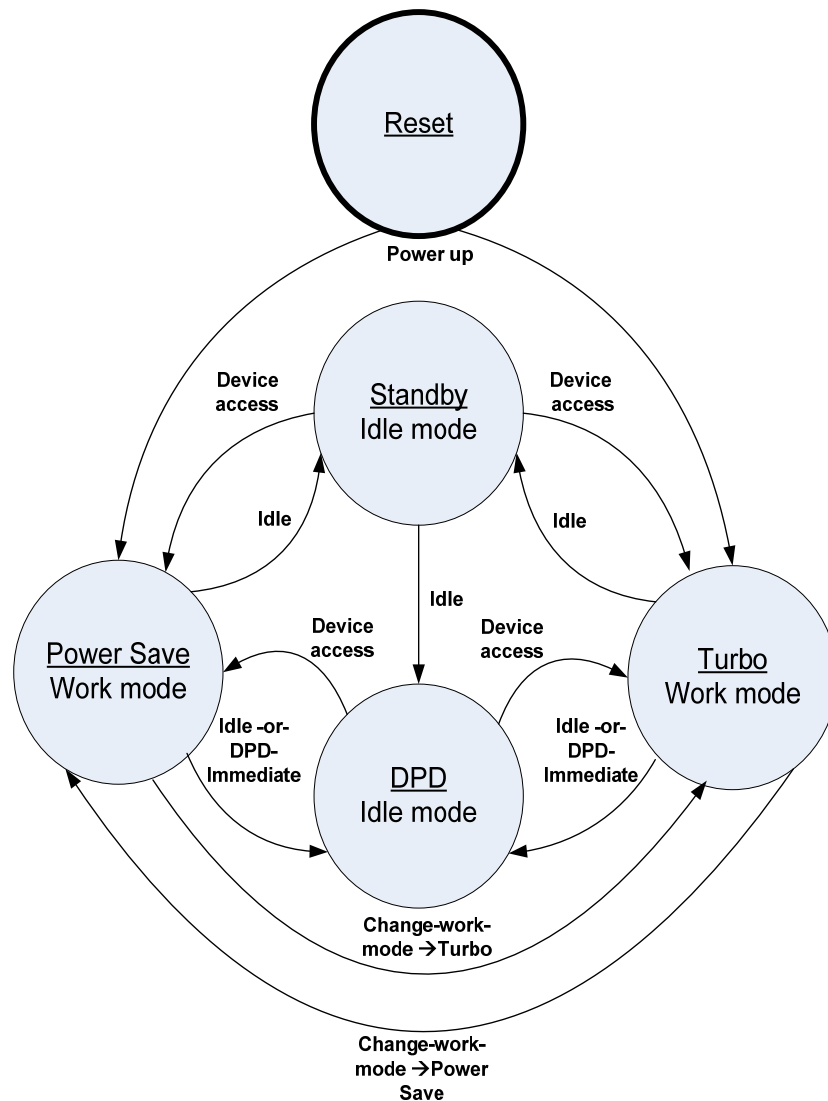 Reset
Power up
Device
access
Standby
Idle mode
Device
access
Idle
Idle
Idle
Power Save
Work mode
Device
access
Device
access
Turbo
Work mode
Idle -or-
DPD-
Immediate
DPD
Idle mode
Idle -or-
DPD-
Immediate
Change-work-
mode →Turbo
Change-work-
mode →Power
Save